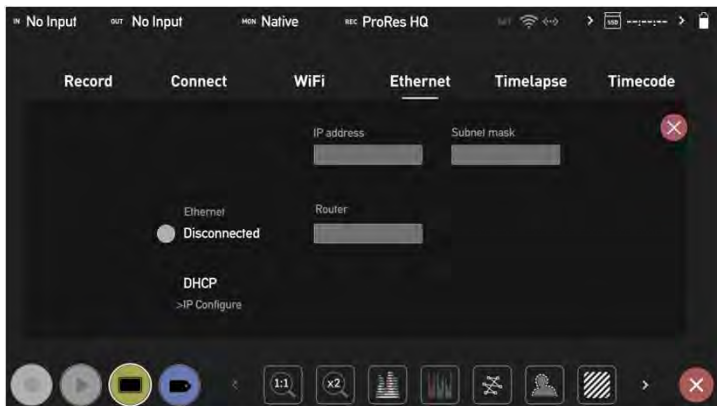 IN No Input OUT No Input MON Native REC ProRes HQ SSD --:--:--
Record Connect WiFi Ethernet Timelapse Timecode
IP address Subnet mask
Ethernet Router
Disconnected
DHCP
>IP Configure
1:1 x2